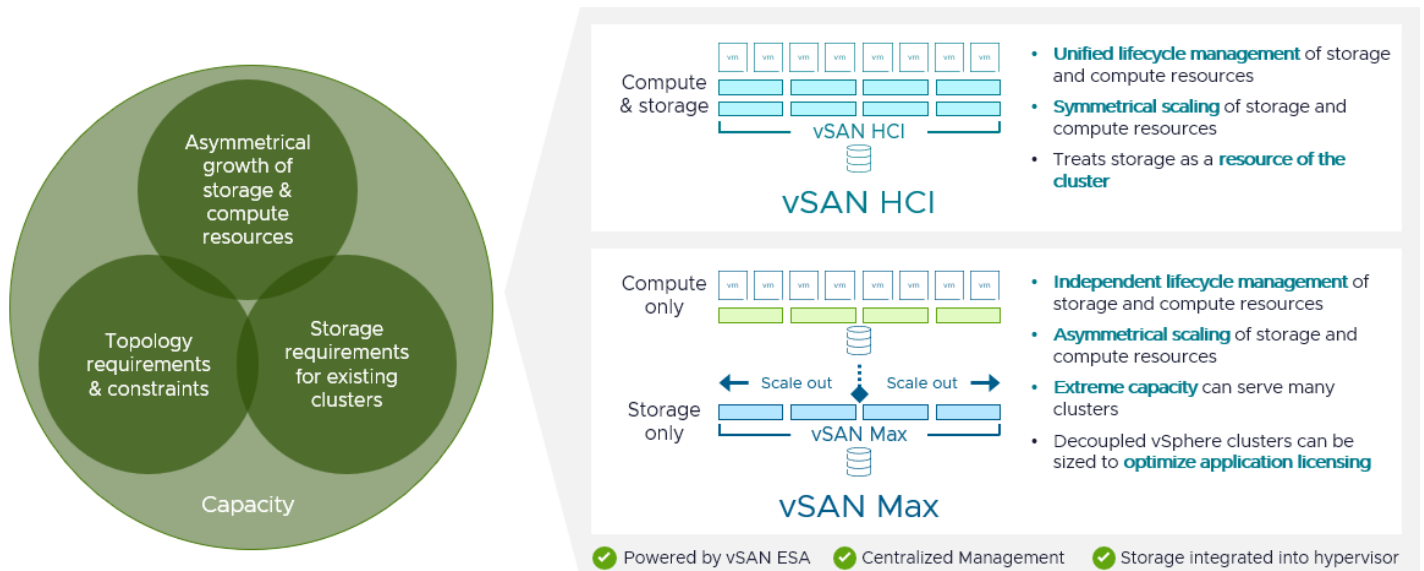 Asymmetrical
growth of
storage &
compute
resources
Topology
requirements
& constraints
Storage
requirements
for existing
clusters
Capacity
Compute
& storage
vm vm vm vm vm vm vm vm
vSAN HCI
vSAN HCI
• Unified lifecycle management of storage
and compute resources
• Symmetrical scaling of storage and
compute resources
• Treats storage as a resource of the
cluster
Compute
only
vm vm vm vm vm vm vm vm
Scale out Scale out
Storage
only
vSAN Max
vSAN Max
• Independent lifecycle management of
storage and compute resources
• Asymmetrical scaling of storage and
compute resources
• Extreme capacity can serve many
clusters
• Decoupled vSphere clusters can be
sized to optimize application licensing
Powered by vSAN ESA Centralized Management Storage integrated into hypervisor